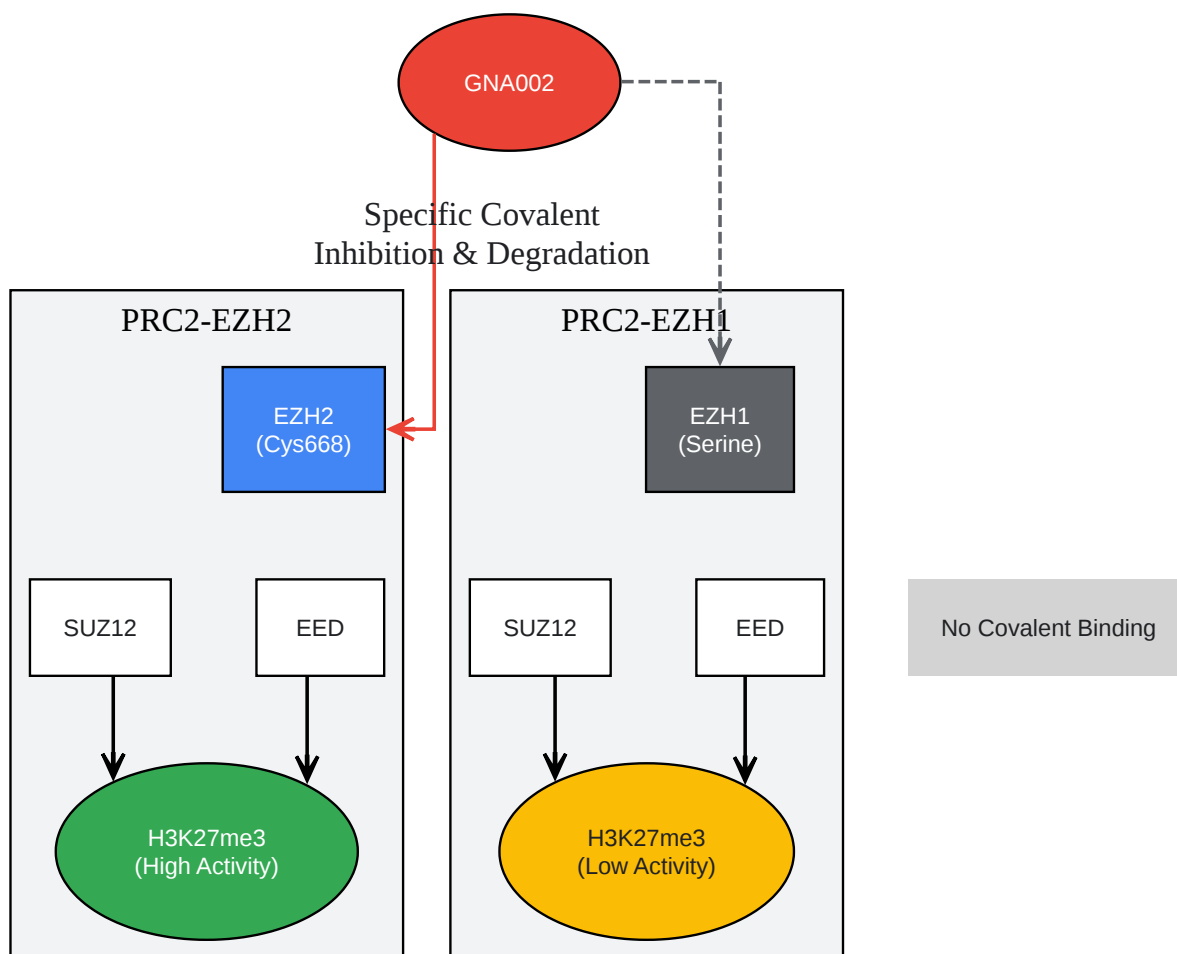 GNA002
Specific Covalent
Inhibition & Degradation
PRC2-EZH2
PRC2-EZH1
EZH2
(Cys668)
EZH1
(Serine)
SUZ12
EED
SUZ12
EED
No Covalent Binding
H3K27me3
(High Activity)
H3K27me3
(Low Activity)